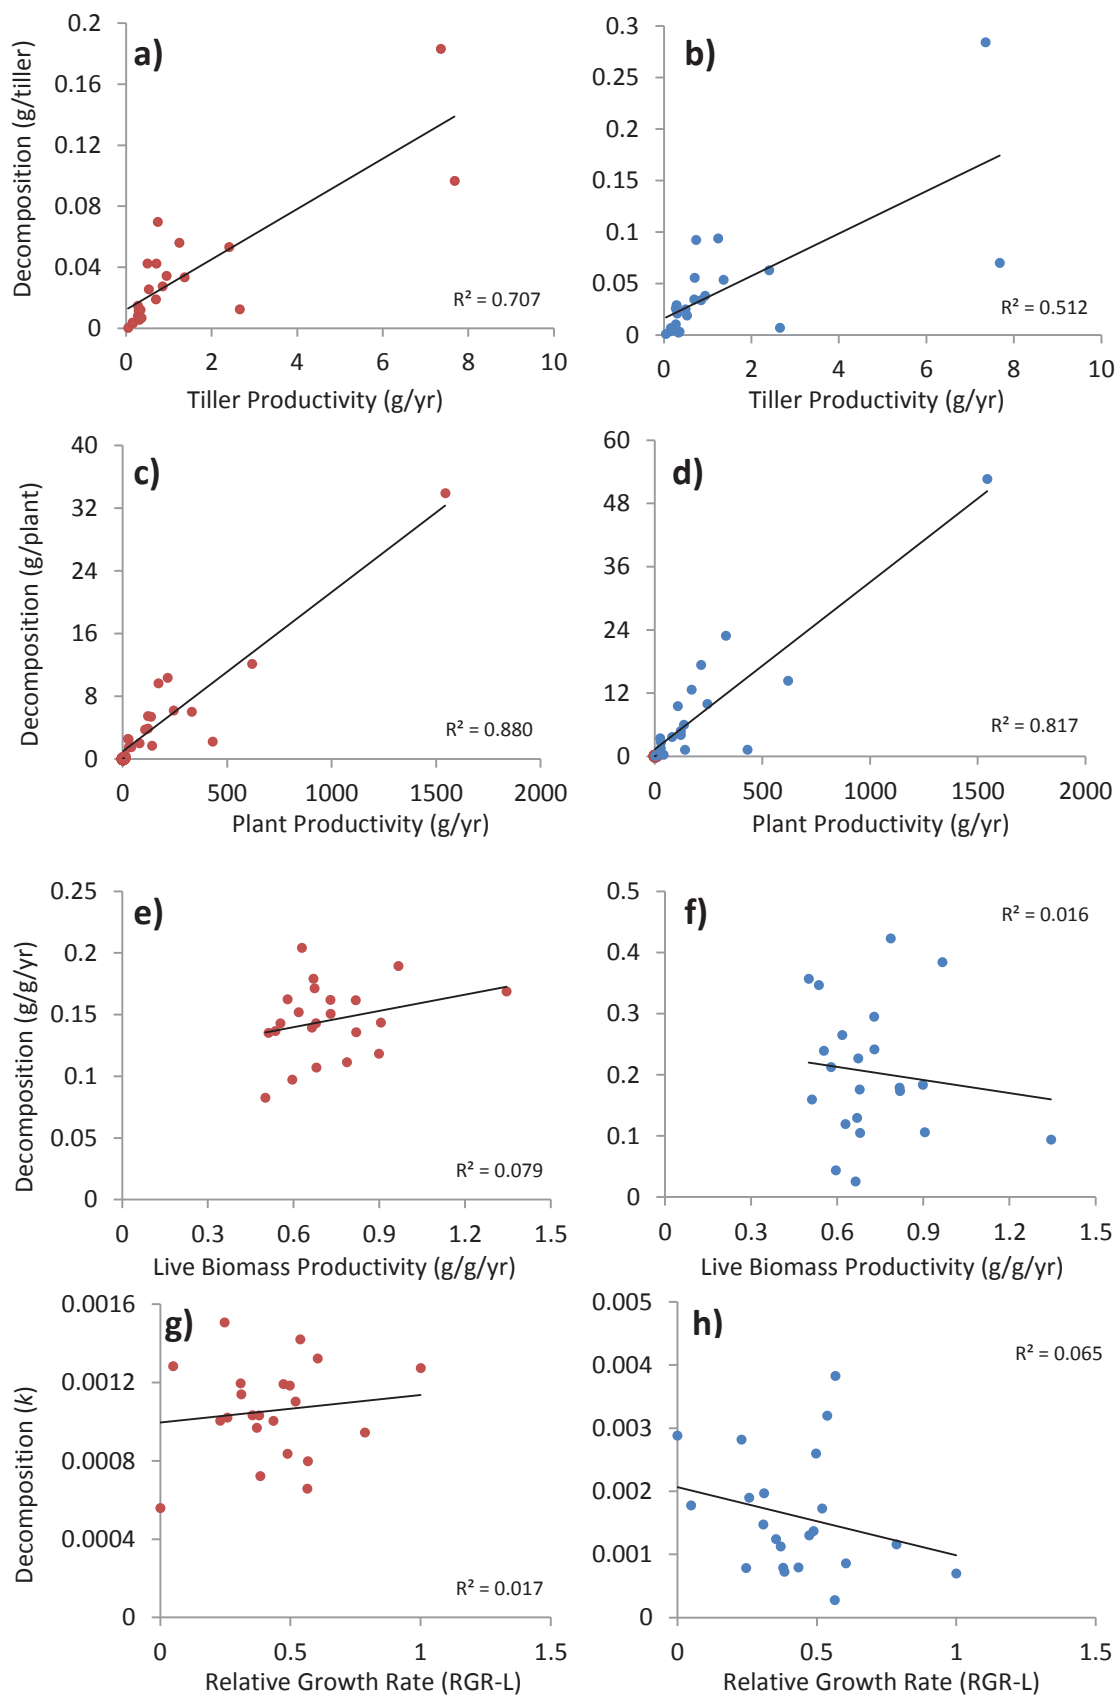 a)
Decomposition (g/tiller)
0.2
0.16
0.12
0.08
0.04
0
R² = 0.707
0 2 4 6 8 10
Tiller Productivity (g/yr)
b)
0.3
0.25
0.2
0.15
0.1
0.05
0
R² = 0.512
0 2 4 6 8 10
Tiller Productivity (g/yr)
c)
Decomposition (g/plant)
40
32
24
16
8
0
R² = 0.880
0 500 1000 1500 2000
Plant Productivity (g/yr)
d)
60
48
36
24
12
0
R² = 0.817
0 500 1000 1500 2000
Plant Productivity (g/yr)
e)
Decomposition (g/g/yr)
0.25
0.2
0.15
0.1
0.05
0
R² = 0.079
0 0.3 0.6 0.9 1.2 1.5
Live Biomass Productivity (g/g/yr)
f)
R² = 0.016
0.5
0.4
0.3
0.2
0.1
0
0 0.3 0.6 0.9 1.2 1.5
Live Biomass Productivity (g/g/yr)
g)
Decomposition (k)
0.0016
0.0012
0.0008
0.0004
0
R² = 0.017
0 0.5 1 1.5
Relative Growth Rate (RGR-L)
h)
R² = 0.065
0.005
0.004
0.003
0.002
0.001
0
0 0.5 1 1.5
Relative Growth Rate (RGR-L)